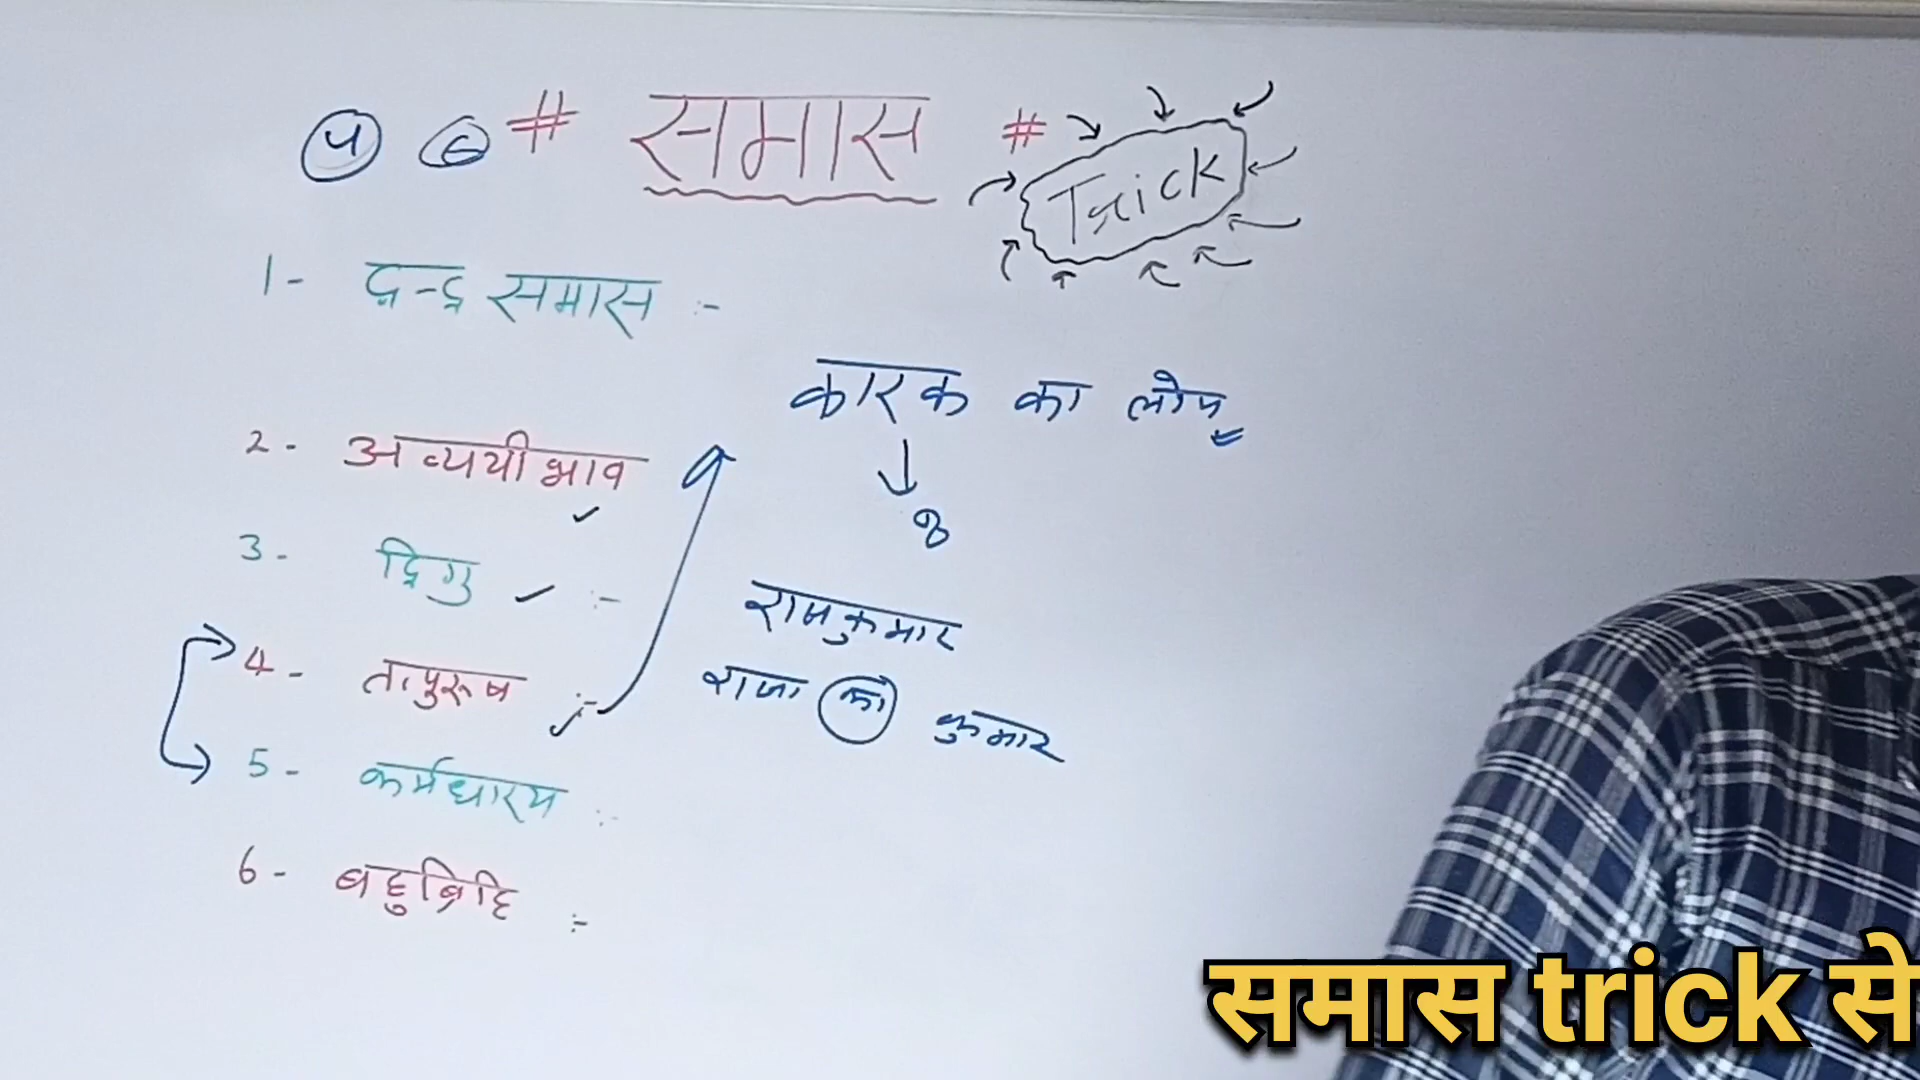 ५ ६ # समास # Trick
1- द्वन्द्व समास :-
कारक का लोप
2- अव्ययीभाव
8
3- द्विगु :-
राजकुमार
4- तत्पुरूष :-
राजा का कुमार
5- कर्मधारय :-
6- बहुब्रिहि :-
समास trick से